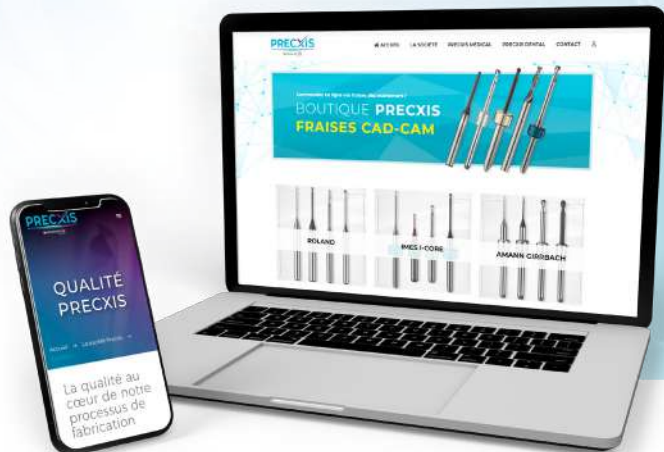 PRECXIS
LA SOCIÉTÉ PRECXIS MEDICAL PRECXIS DENTAL CONTACT
BOUTIQUE PRECXIS
FRAISES CAD-CAM
ROLAND
IMES I-CORE
AMANN GIRRBACH
PRECXIS
QUALITÉ
PRECXIS
Accueil
La qualité au
cœur de notre
processus de
fabrication